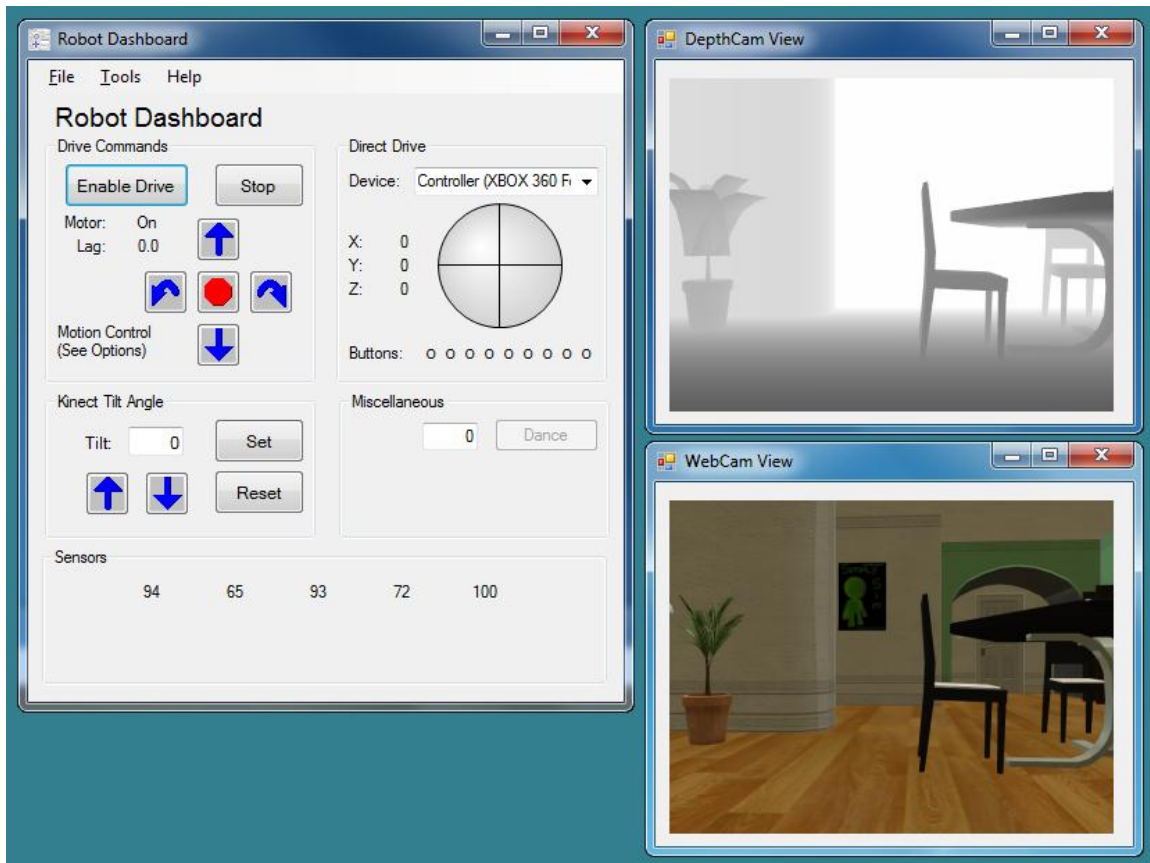 Robot Dashboard
File Tools Help
Robot Dashboard
Drive Commands
Enable Drive Stop
Motor: On
Lag: 0.0
Motion Control
(See Options)
Direct Drive
Device: Controller (XBOX 360 F
X: 0
Y: 0
Z: 0
Buttons: o o o o o o o o o
Kinect Tilt Angle
Tilt: 0 Set
Reset
Miscellaneous
0 Dance
Sensors
94 65 93 72 100
DepthCam View
WebCam View